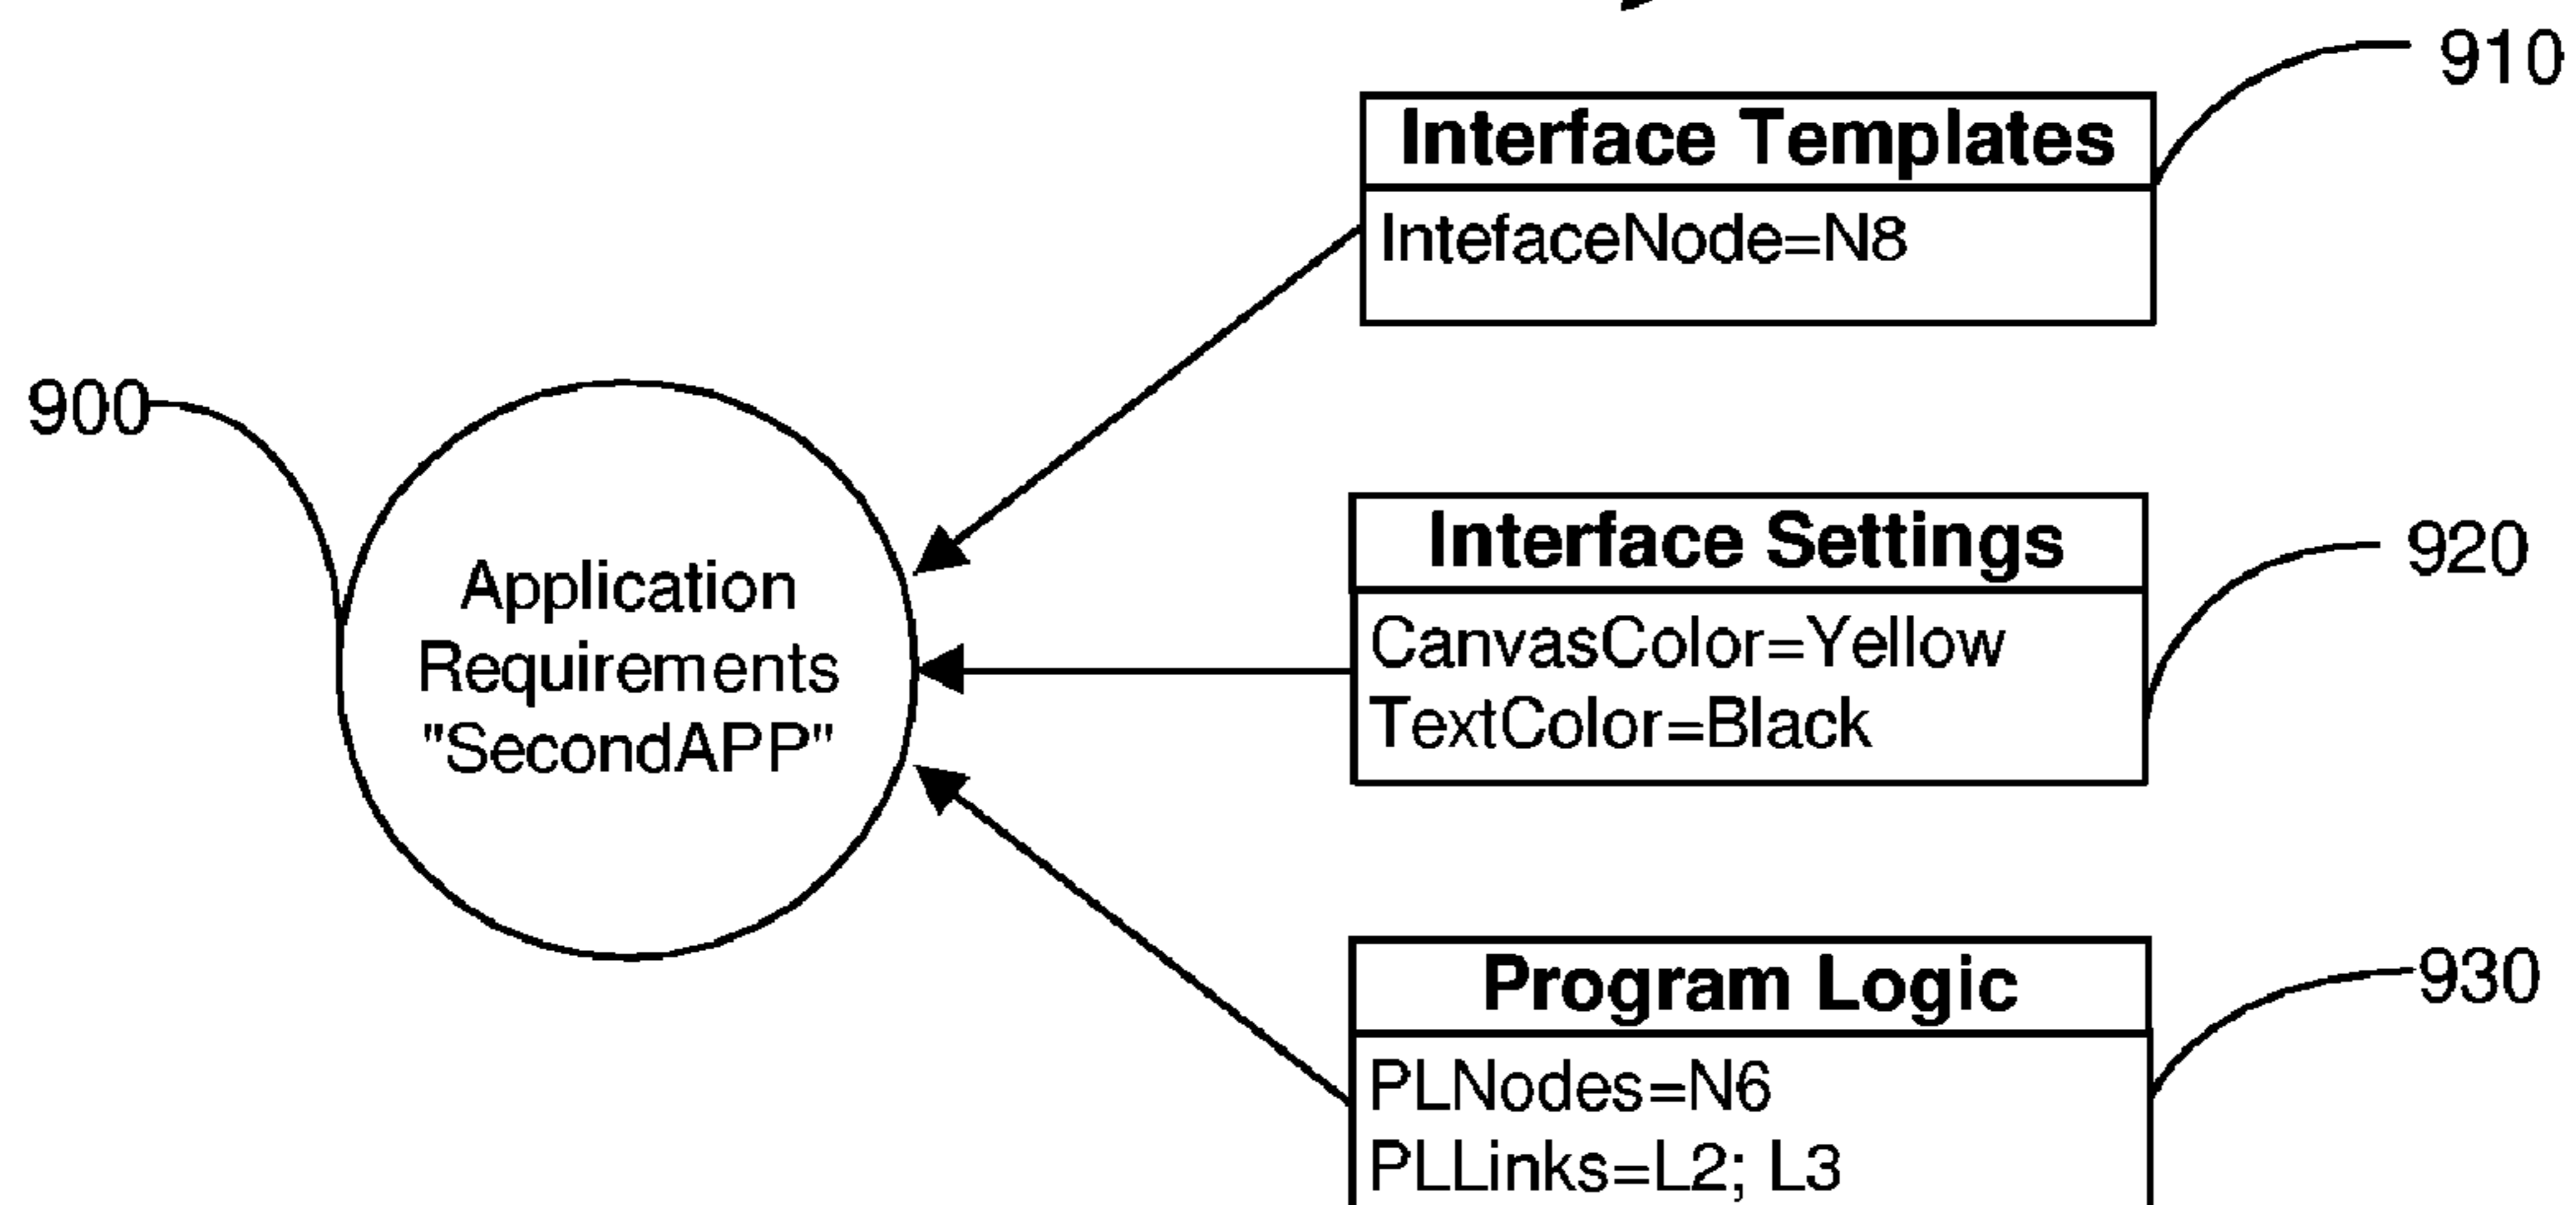 910
Interface Templates
IntefaceNode=N8
900
Application
Requirements
"SecondAPP"
Interface Settings
920
CanvasColor=Yellow
TextColor=Black
Program Logic
930
PLNodes=N6
PLLinks=L2; L3